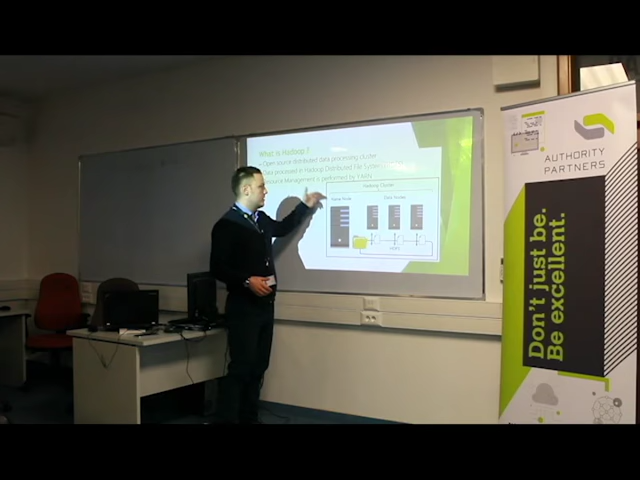 What is Hadoop ?
Open source distributed data processing cluster
Data processed in Hadoop Distributed File System
Resource Management is performed by YARN
Hadoop Cluster
Name Node
Data Nodes
HDFS
AUTHORITY
PARTNERS
Don't just be.
Be excellent.